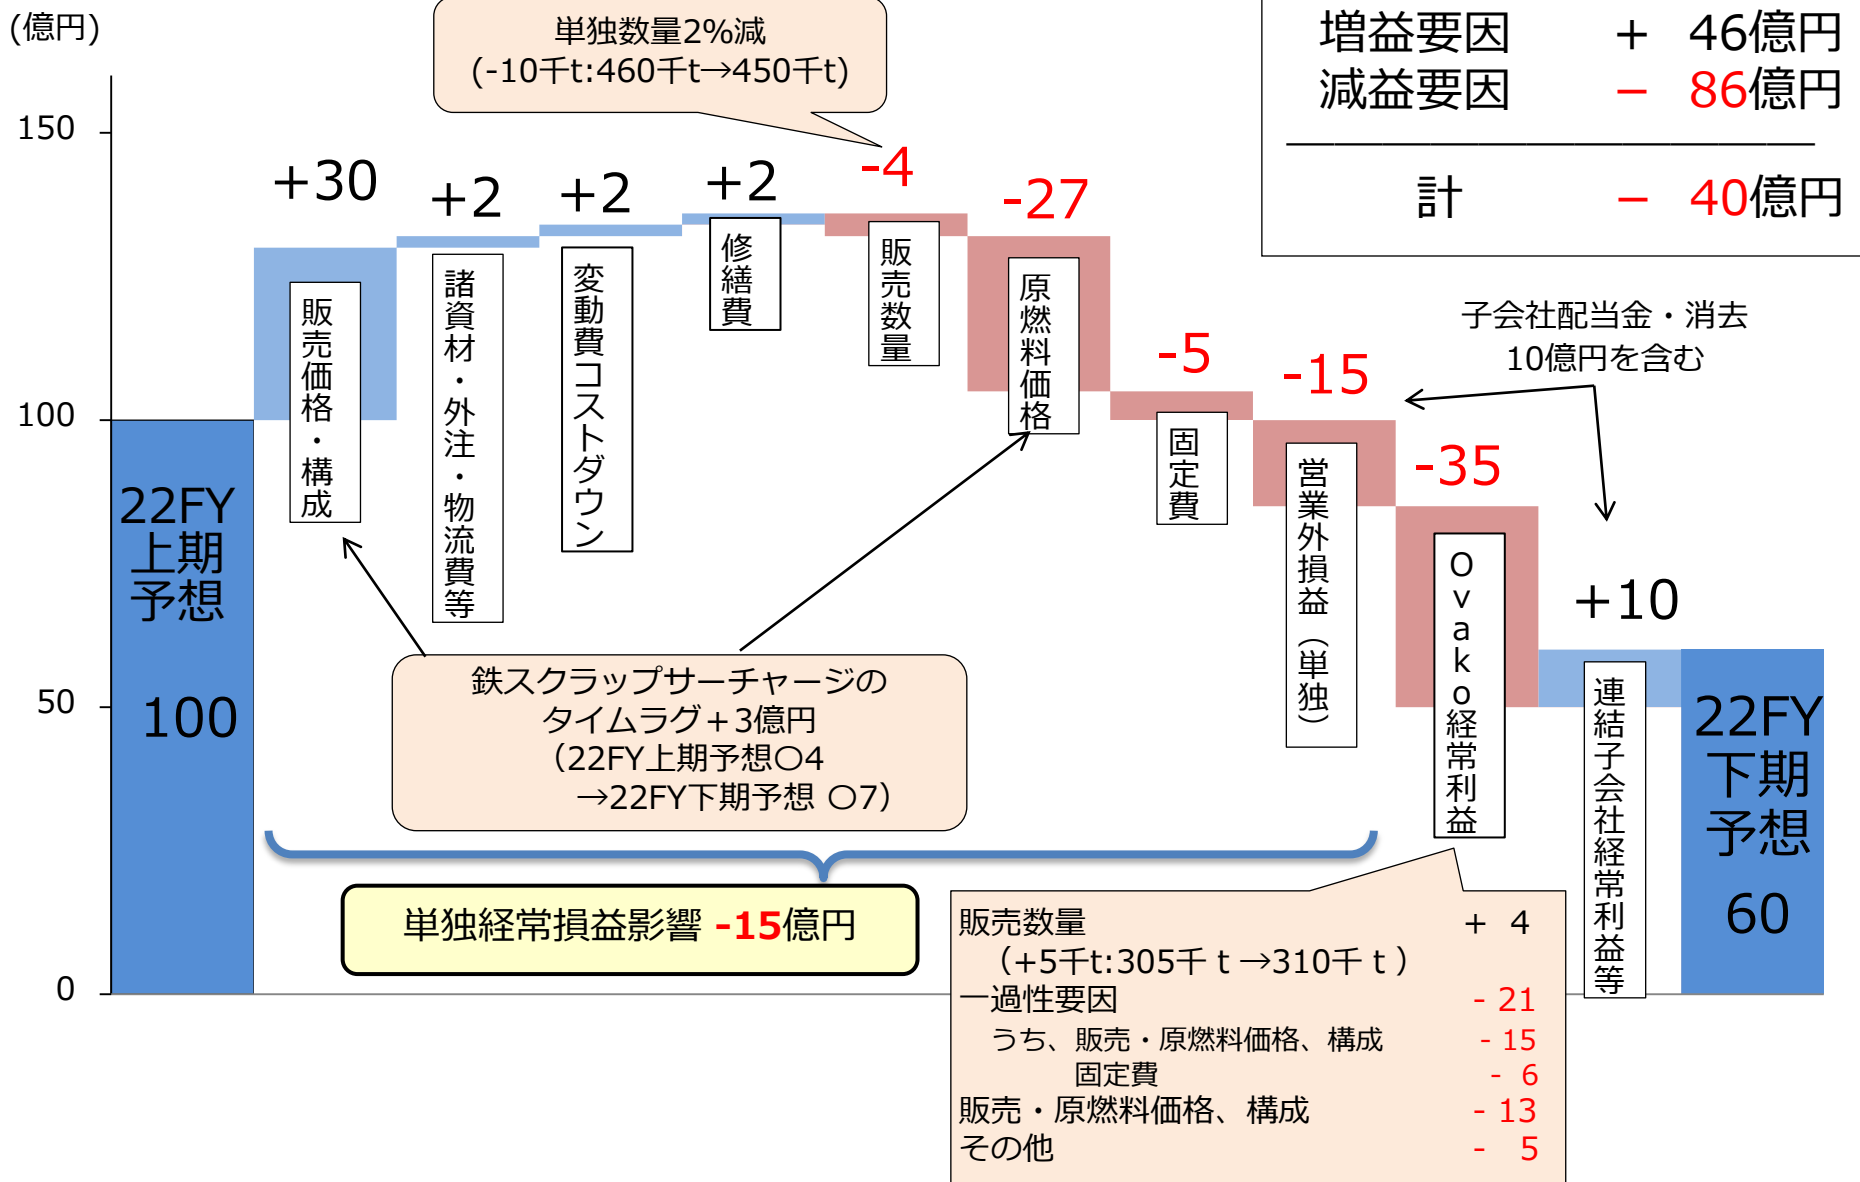 (億円)
単独数量2%減
(-10千t:460千t→450千t)
増益要因 + 46億円
減益要因 − 86億円
計 − 40億円
150
100
50
0
+30
+2
+2
+2
-4
-27
-5
-15
-35
+10
販売価格・構成
諸資材・外注・物流費等
変動費コストダウン
修繕費
販売数量
原燃料価格
固定費
営業外損益（単独）
Ovako経常利益
連結子会社経常利益等
子会社配当金・消去
10億円を含む
22FY
上期
予想
100
22FY
下期
予想
60
鉄スクラップサーチャージの
タイムラグ＋3億円
（22FY上期予想〇4
→22FY下期予想 〇7）
単独経常損益影響 -15億円
販売数量 + 4
（+5千t:305千ｔ→310千ｔ）
一過性要因 - 21
うち、販売・原燃料価格、構成 - 15
固定費 - 6
販売・原燃料価格、構成 - 13
その他 - 5